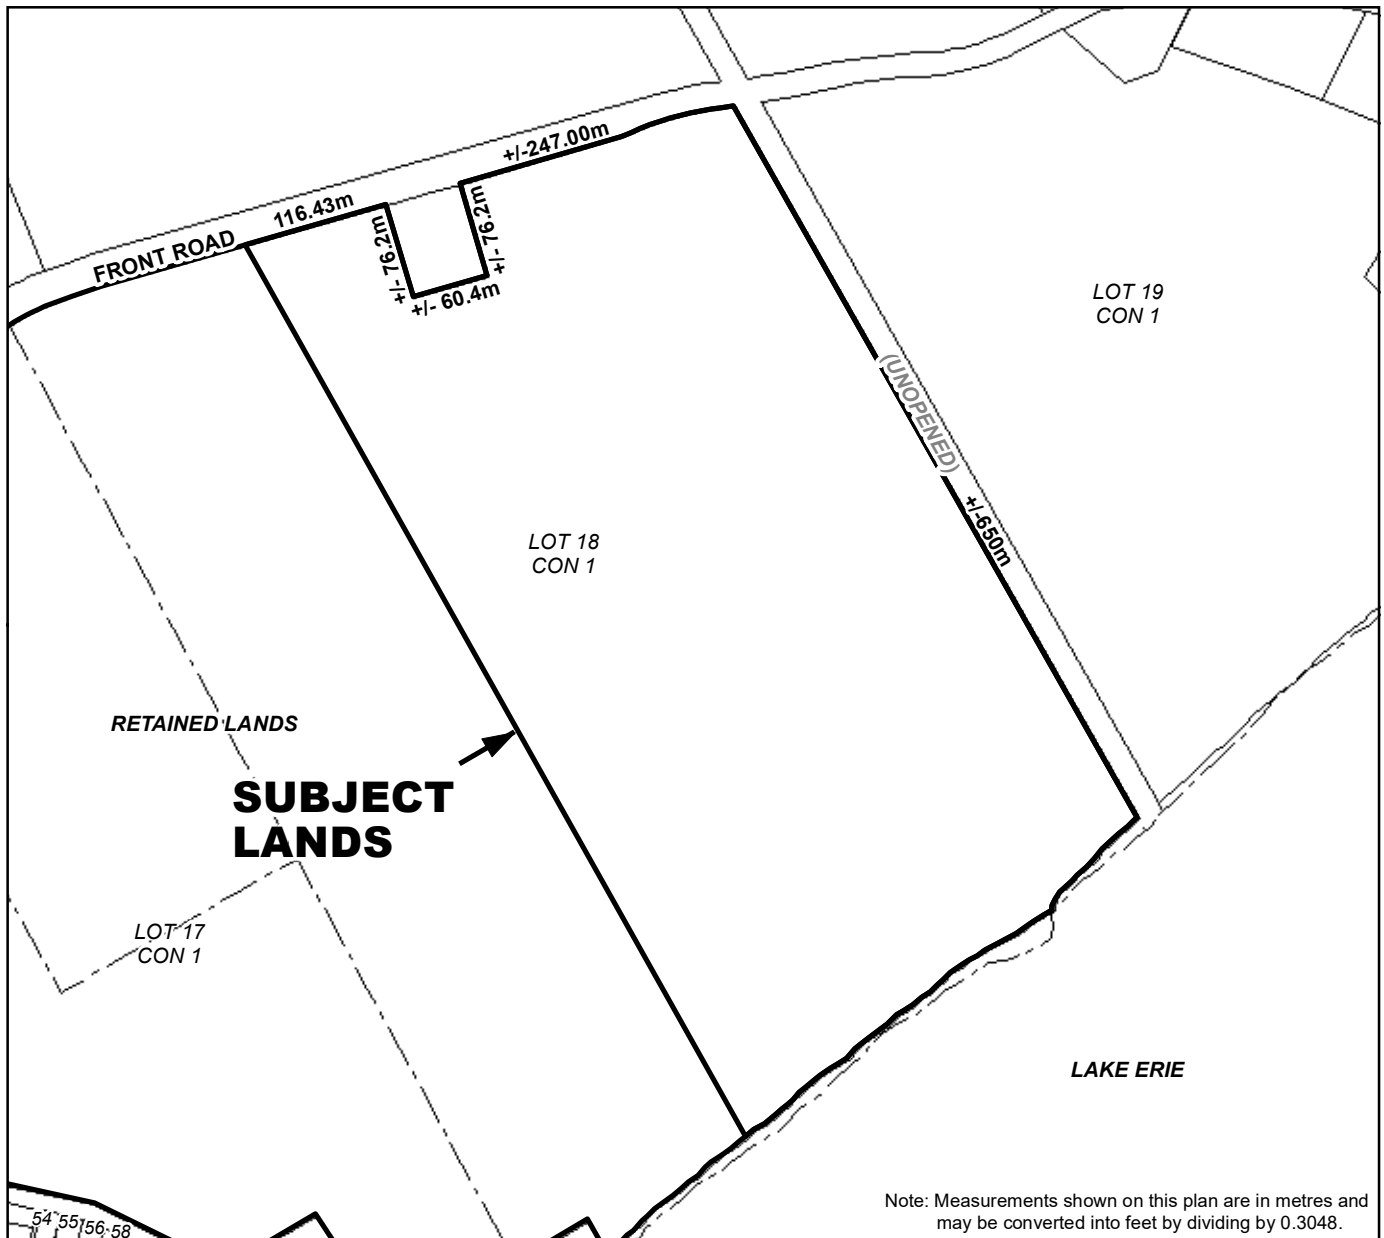 +/-247.00m
116.43m
FRONT ROAD
+/- 76.2m
+/- 76.2m
+/- 60.4m
LOT 19
CON 1
(UNOPENED)
+/-650m
LOT 18
CON 1
RETAINED LANDS
SUBJECT
LANDS
LOT 17
CON 1
LAKE ERIE
Note: Measurements shown on this plan are in metres and
may be converted into feet by dividing by 0.3048.
54 55 56 58